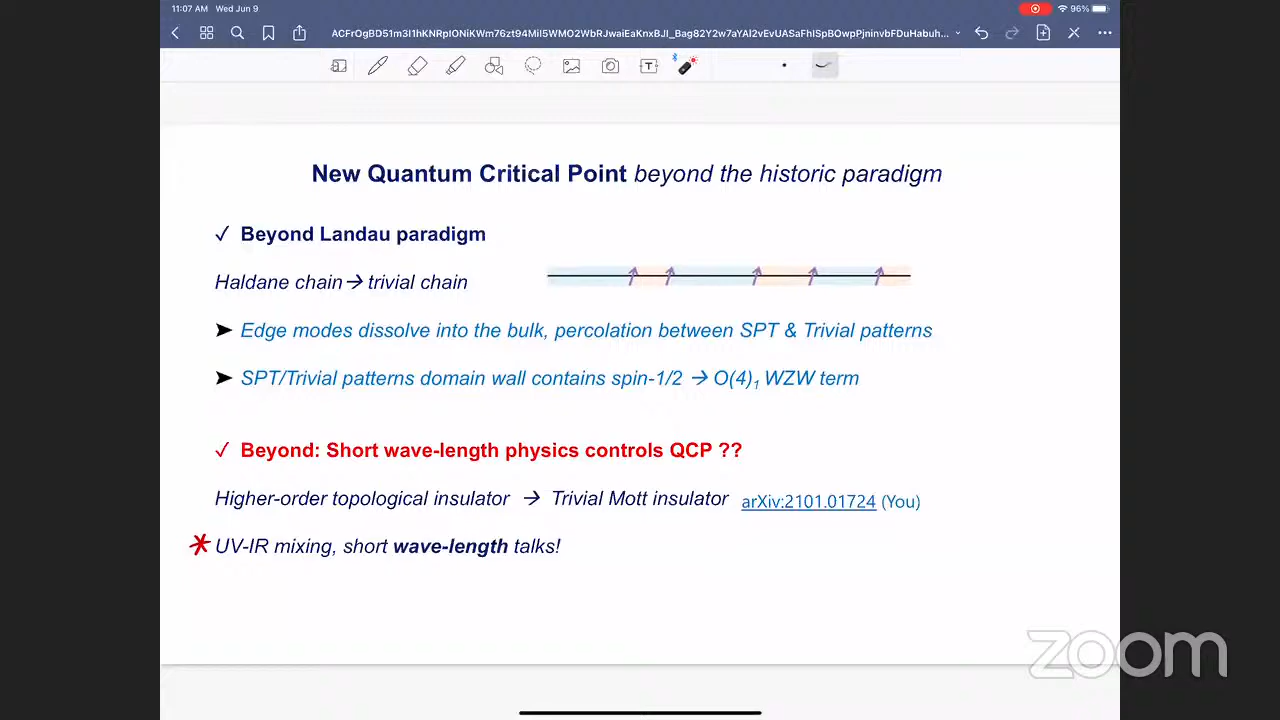 11:07 AM Wed Jun 9
96%
New Quantum Critical Point beyond the historic paradigm
✓ Beyond Landau paradigm
Haldane chain → trivial chain
➤ Edge modes dissolve into the bulk, percolation between SPT & Trivial patterns
➤ SPT/Trivial patterns domain wall contains spin-1/2 → O(4)₁ WZW term
✓ Beyond: Short wave-length physics controls QCP ??
Higher-order topological insulator → Trivial Mott insulator arXiv:2101.01724 (You)
* UV-IR mixing, short wave-length talks!
zoom